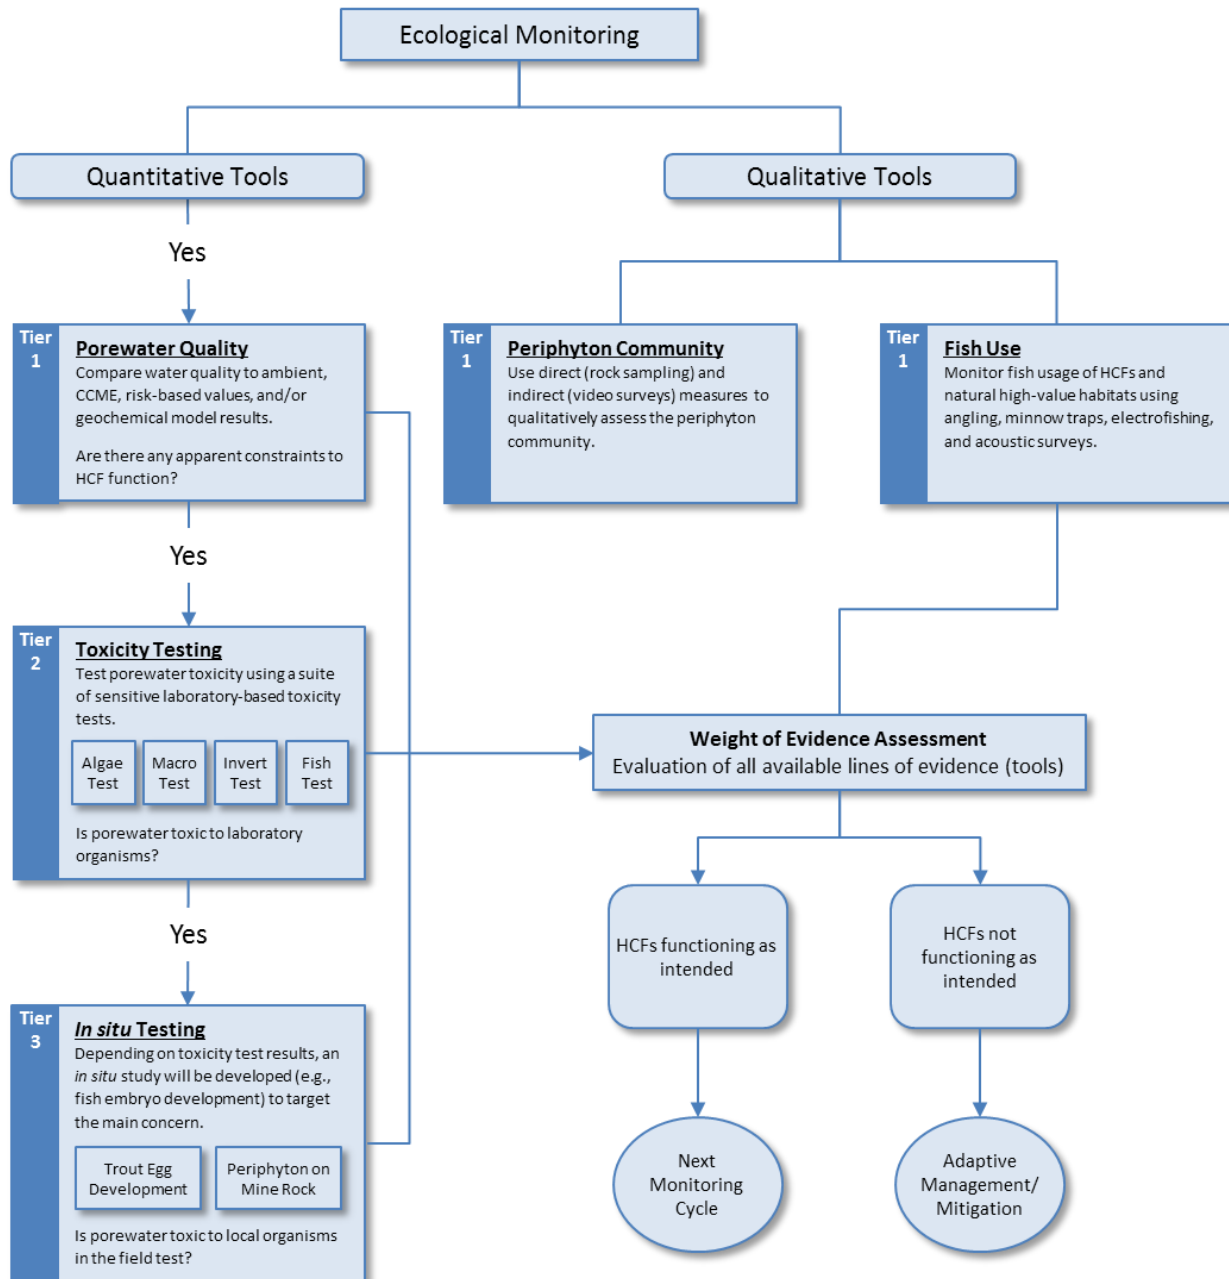 Ecological Monitoring
Quantitative Tools
Qualitative Tools
Yes
Tier
1
Porewater Quality
Compare water quality to ambient,
CCME, risk-based values, and/or
geochemical model results.
Are there any apparent constraints to
HCF function?
Tier
1
Periphyton Community
Use direct (rock sampling) and
indirect (video surveys) measures to
qualitatively assess the periphyton
community.
Tier
1
Fish Use
Monitor fish usage of HCFs and
natural high-value habitats using
angling, minnow traps, electrofishing,
and acoustic surveys.
Yes
Tier
2
Toxicity Testing
Test porewater toxicity using a suite
of sensitive laboratory-based toxicity
tests.
Algae
Test
Macro
Test
Invert
Test
Fish
Test
Is porewater toxic to laboratory
organisms?
Weight of Evidence Assessment
Evaluation of all available lines of evidence (tools)
Yes
HCFs functioning as
intended
HCFs not
functioning as
intended
Tier
3
In situ Testing
Depending on toxicity test results, an
in situ study will be developed (e.g.,
fish embryo development) to target
the main concern.
Trout Egg
Development
Periphyton on
Mine Rock
Is porewater toxic to local organisms
in the field test?
Next
Monitoring
Cycle
Adaptive
Management/
Mitigation